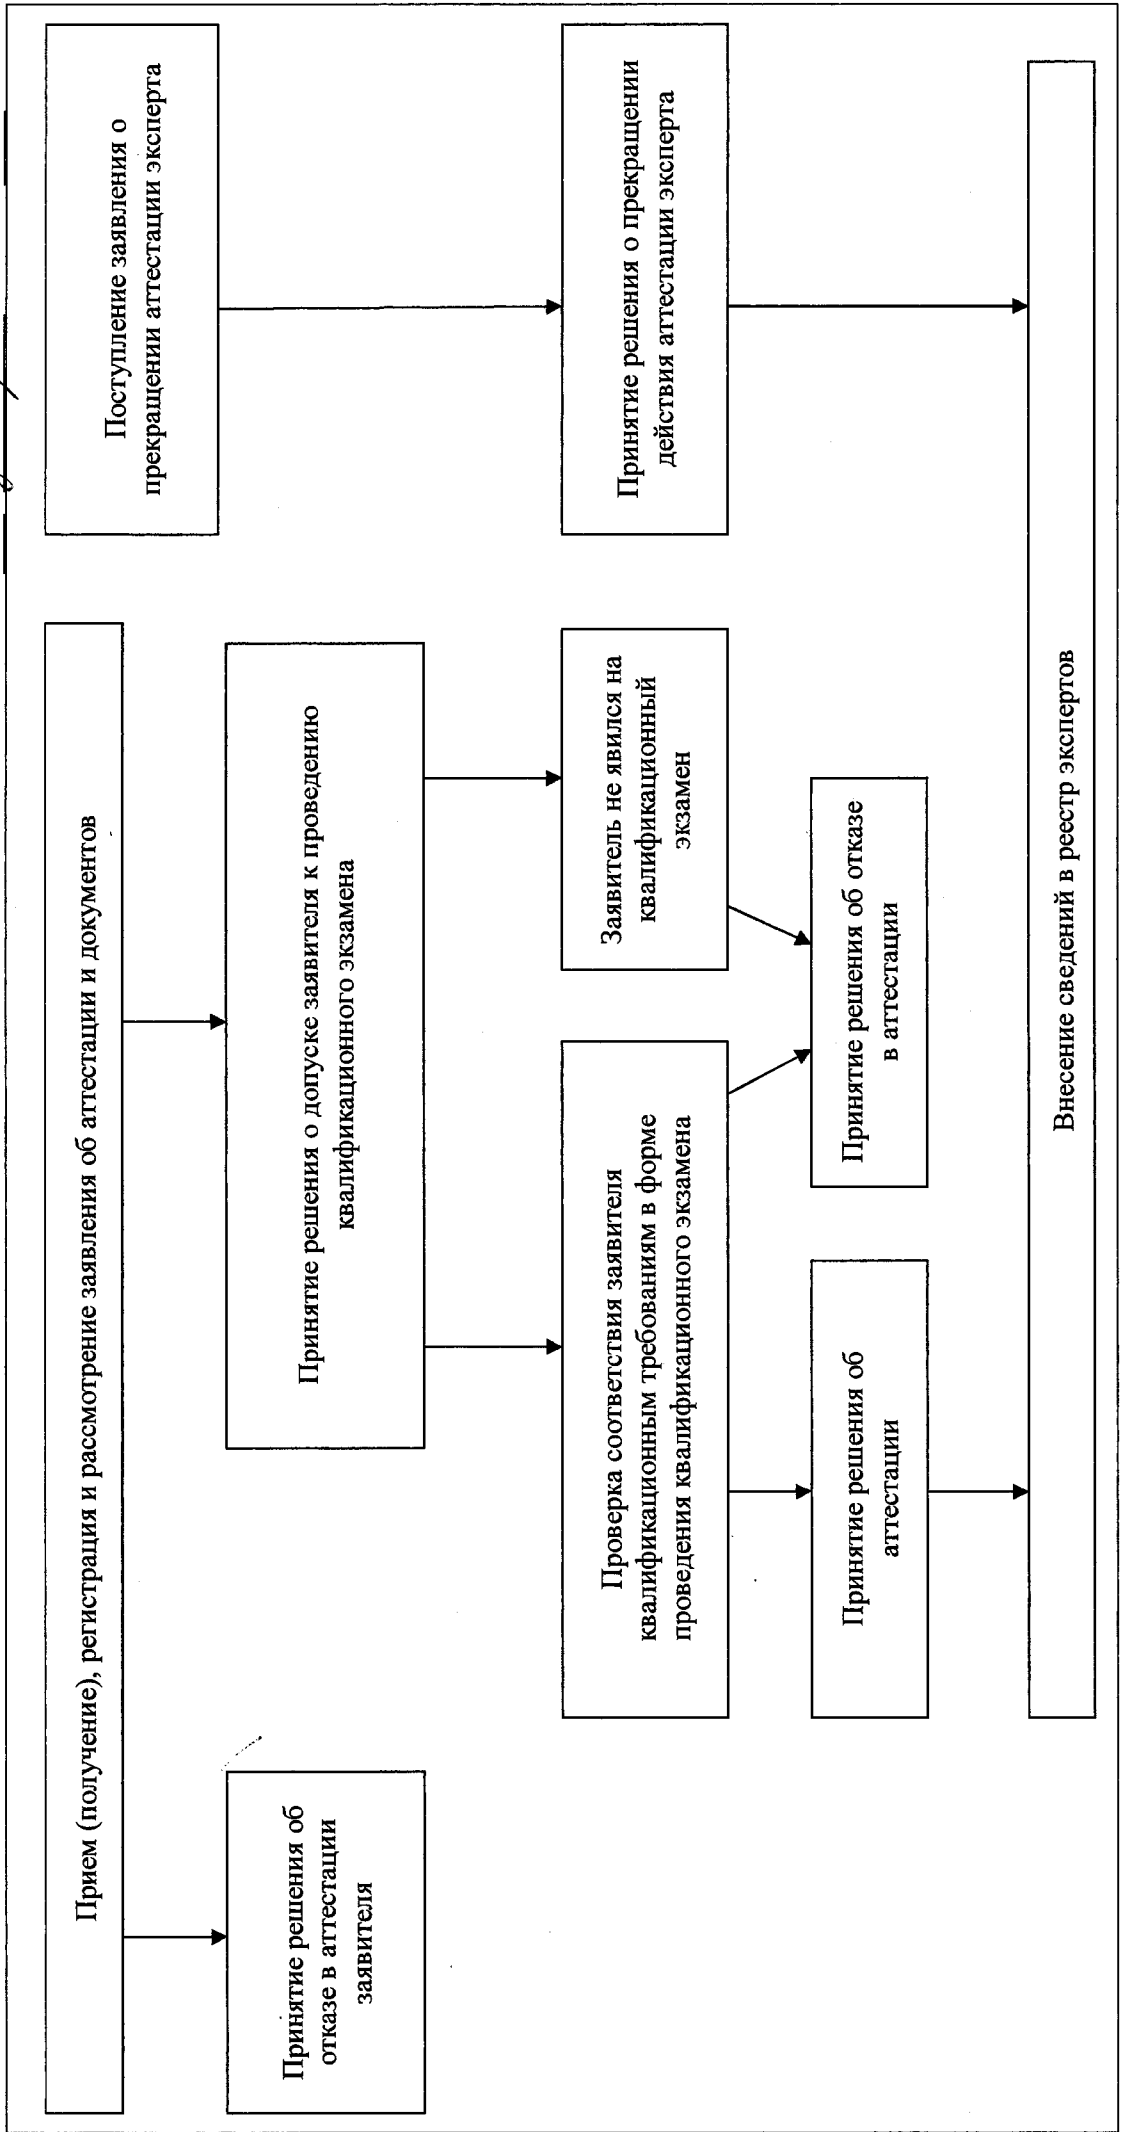 Прием (получение), регистрация и рассмотрение заявления об аттестации и документов
Поступление заявления о
прекращении аттестации эксперта
Принятие решения об
отказе в аттестации
заявителя
Принятие решения о допуске заявителя к проведению
квалификационного экзамена
Проверка соответствия заявителя
квалификационным требованиям в форме
проведения квалификационного экзамена
Заявитель не явился на
квалификационный
экзамен
Принятие решения о прекращении
действия аттестации эксперта
Принятие решения об
аттестации
Принятие решения об отказе
в аттестации
Внесение сведений в реестр экспертов